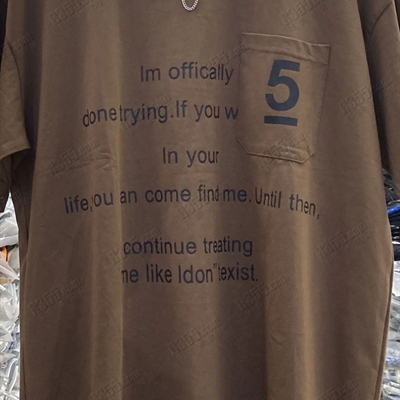 Im offically
donetrying.If you w
5
In your
life,you an come find me. Until then,
continue treating
me like Idon"texist.